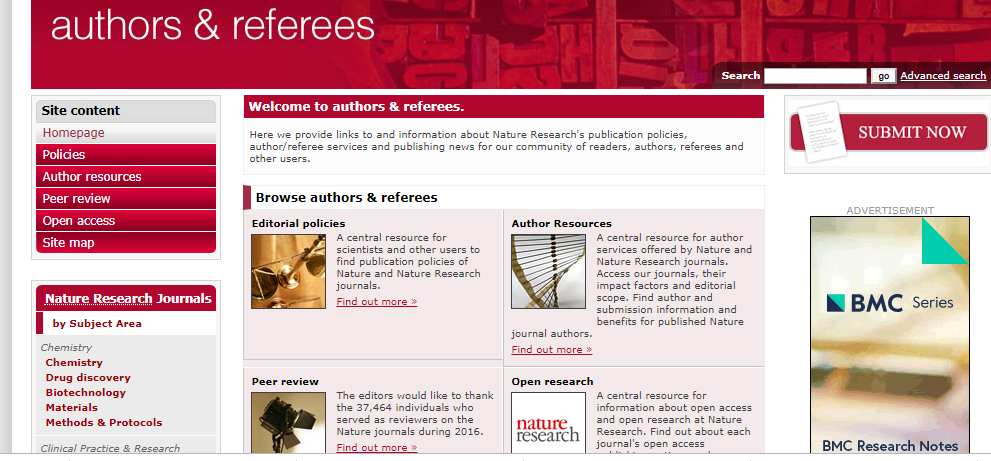 authors & referees
Search go Advanced search
Site content
Homepage
Policies
Author resources
Peer review
Open access
Site map
Nature Research Journals
by Subject Area
Chemistry
Chemistry
Drug discovery
Biotechnology
Materials
Methods & Protocols
Clinical Practice & Research
Welcome to authors & referees.
Here we provide links to and information about Nature Research's publication policies,
author/referee services and publishing news for our community of readers, authors, referees and
other users.
Browse authors & referees
Editorial policies
A central resource for
scientists and other users to
find publication policies of
Nature and Nature Research
journals.
Find out more »
Author Resources
A central resource for author
services offered by Nature and
Nature Research journals.
Access our journals, their
impact factors and editorial
scope. Find author and
submission information and
benefits for published Nature
journal authors.
Find out more »
Peer review
The editors would like to thank
the 37,464 individuals who
served as reviewers on the
Nature journals during 2016.
Find out more »
Open research
nature
research
A central resource for
information about open access
and open research at Nature
Research. Find out about each
journal's open access
SUBMIT NOW
ADVERTISEMENT
BMC Series
BMC Research Notes